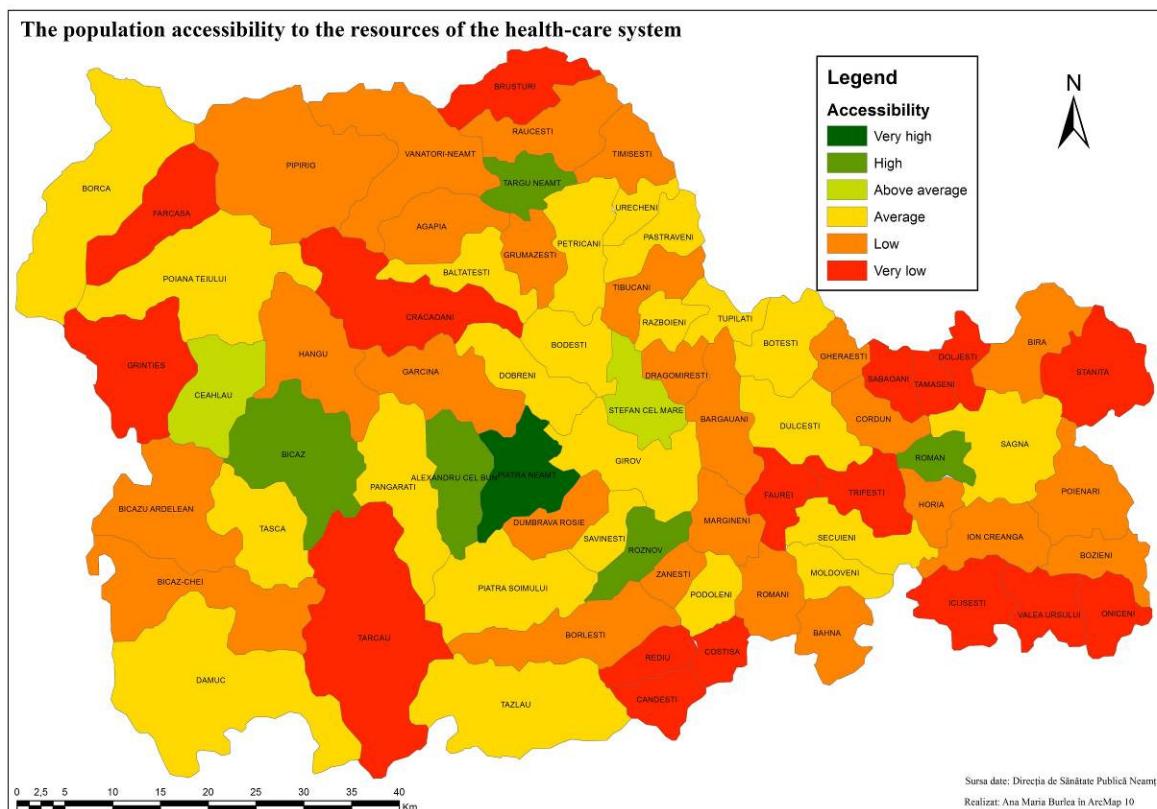 The population accessibility to the resources of the health-care system
Legend
Accessibility
Very high
High
Above average
Average
Low
Very low
N
BRUSTURI
RAUCESTI
TIMISESTI
VANATORI-NEAMT
PIPIRIG
TARGU NEAMT
BORCA
FARCASA
URECHENI
AGAPIA
PASTRAVENI
PETRICANI
GRUMAZESTI
BALTATESTI
POIANA TEIULUI
TIBUCANI
CRACAOANI
TUPILATI
RAZBOIENI
BIRA
BOTESTI
BODESTI
DOLJESTI
HANGU
GHERAESTI
GRINTIES
GARCINA
DOBRENI
DRAGOMIRESTI
SABAOANI
STANITA
TAMASENI
CEAHLAU
STEFAN CEL MARE
BARGAUANI
CORDUN
DULCESTI
SAGNA
BICAZ
ROMAN
GIROV
ALEXANDRU CEL BUN
PIATRA NEAMT
PANGARATI
FAUREI
TRIFESTI
POIENARI
HORIA
BICAZU ARDELEAN
DUMBRAVA ROSIE
MARGINENI
TASCA
SAVINESTI
SECUIENI
ION CREANGA
ROZNOV
BOZIENI
ZANESTI
MOLDOVENI
BICAZ-CHEI
PIATRA SOIMULUI
PODOLENI
ROMANI
ICUSESTI
VALEA URSULUI
ONICENI
BORLESTI
TARCAU
BAHNA
COSTISA
REDIU
DAMUC
CANDESTI
TAZLAU
0 2,5 5 10 15 20 25 30 35 40
Km
Sursa date: Direcția de Sănătate Publică Neamț
Realizat: Ana Maria Burlea în ArcMap 10